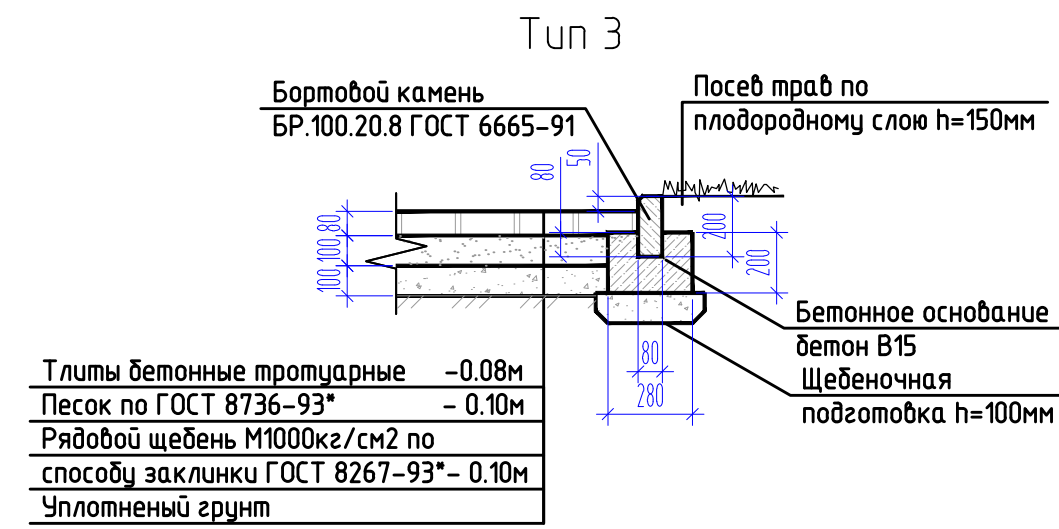 Тип 3
Бортовой камень
БР.100.20.8 ГОСТ 6665-91
Посев трав по
плодородному слою h=150мм
50
80
200
200
80
100
100
80
280
Бетонное основание
бетон В15
Щебеночная
подготовка h=100мм
Тлиты бетонные тротуарные -0.08м
Песок по ГОСТ 8736-93* - 0.10м
Рядовой щебень М1000кг/см2 по
способу заклинки ГОСТ 8267-93*- 0.10м
Уплотненый грунт